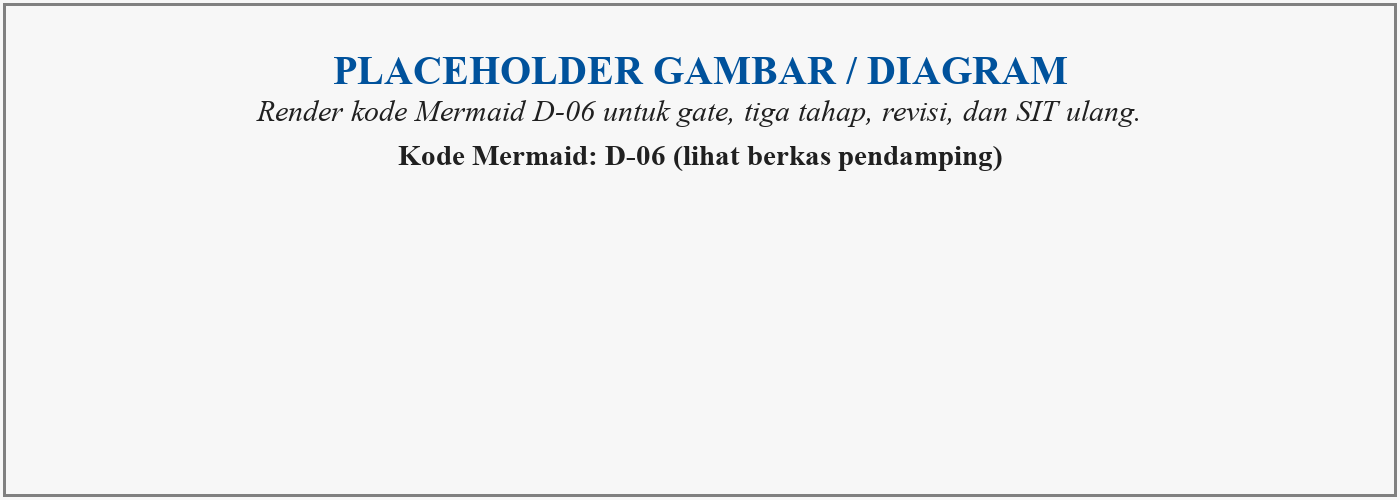 PLACEHOLDER GAMBAR / DIAGRAM
Render kode Mermaid D-06 untuk gate, tiga tahap, revisi, dan SIT ulang.
Kode Mermaid: D-06 (lihat berkas pendamping)